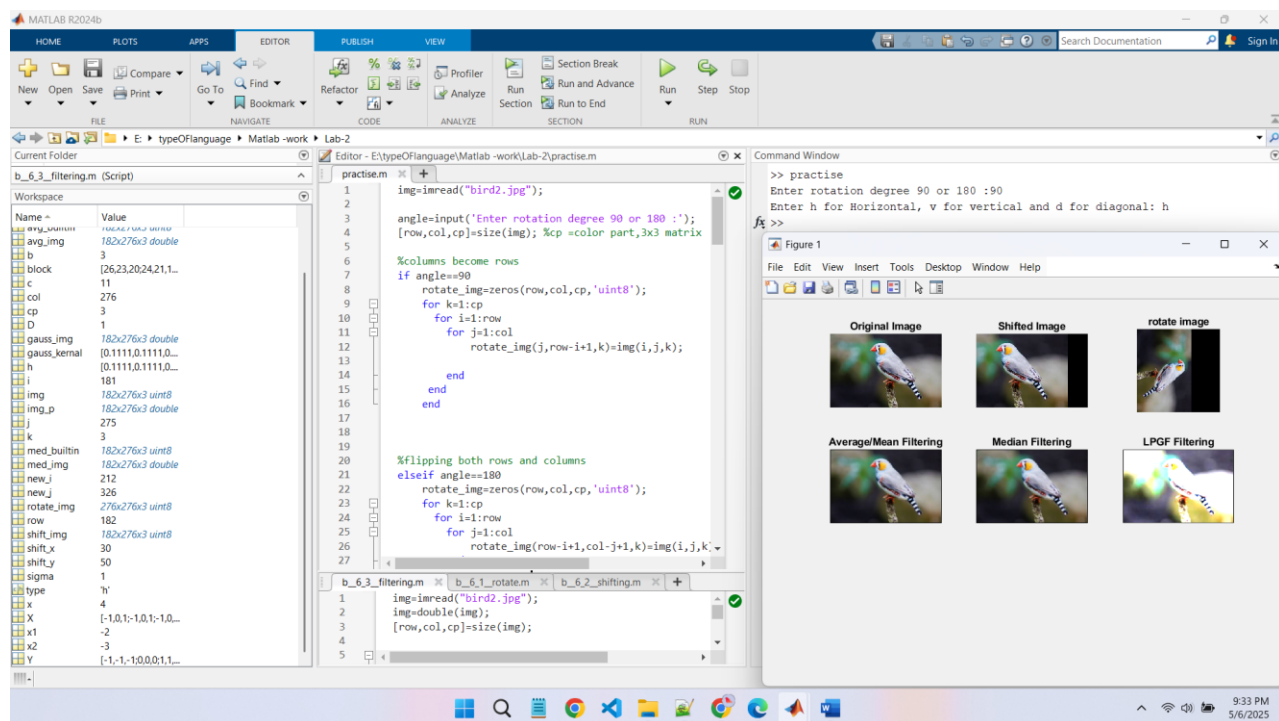 MATLAB R2024b
HOME PLOTS APPS EDITOR PUBLISH VIEW Search Documentation Sign In
New Open Save Compare Print Go To Find Bookmark Refactor Profiler Analyze Run Section Section Break Run and Advance Run to End Run Step Stop
FILE NAVIGATE CODE ANALYZE SECTION RUN
E: typeOFlanguage Matlab -work Lab-2
Current Folder
b__6_3__filtering.m (Script)
Workspace
Name Value
avg_img 182x276x3 double
b 3
block [26,23,20;24,21,1...
c 11
col 276
cp 3
D 1
gauss_img 182x276x3 double
gauss_kernal [0.1111,0.1111,0....
h [0.1111,0.1111,0....
i 181
img 182x276x3 uint8
img_p 182x276x3 double
j 275
k 3
med_builtin 182x276x3 uint8
med_img 182x276x3 double
new_i 212
new_j 326
rotate_img 276x276x3 uint8
row 182
shift_img 182x276x3 uint8
shift_x 30
shift_y 50
sigma 1
type 'h'
x 4
X [-1,0,1;-1,0,1;-1,0,...
x1 -2
x2 -3
Y [-1,-1,-1;0,0,0;1,1,...
Editor - E:\typeOFlanguage\Matlab -work\Lab-2\practise.m
practise.m
1 img=imread("bird2.jpg");
2
3 angle=input('Enter rotation degree 90 or 180 :');
4 [row,col,cp]=size(img); %cp =color part,3x3 matrix
5
6 %columns become rows
7 if angle==90
8 rotate_img=zeros(row,col,cp,'uint8');
9 for k=1:cp
10 for i=1:row
11 for j=1:col
12 rotate_img(j,row-i+1,k)=img(i,j,k);
13
14 end
15 end
16 end
17
18
19
20 %flipping both rows and columns
21 elseif angle==180
22 rotate_img=zeros(row,col,cp,'uint8');
23 for k=1:cp
24 for i=1:row
25 for j=1:col
26 rotate_img(row-i+1,col-j+1,k)=img(i,j,k)
27
b__6_3__filtering.m b__6_1__rotate.m b__6_2__shifting.m
1 img=imread("bird2.jpg");
2 img=double(img);
3 [row,col,cp]=size(img);
4
5
Command Window
>> practise
Enter rotation degree 90 or 180 :90
Enter h for Horizontal, v for vertical and d for diagonal: h
fx >>
Figure 1
File Edit View Insert Tools Desktop Window Help
Original Image Shifted Image rotate image
Average/Mean Filtering Median Filtering LPGF Filtering
9:33 PM
5/6/2025